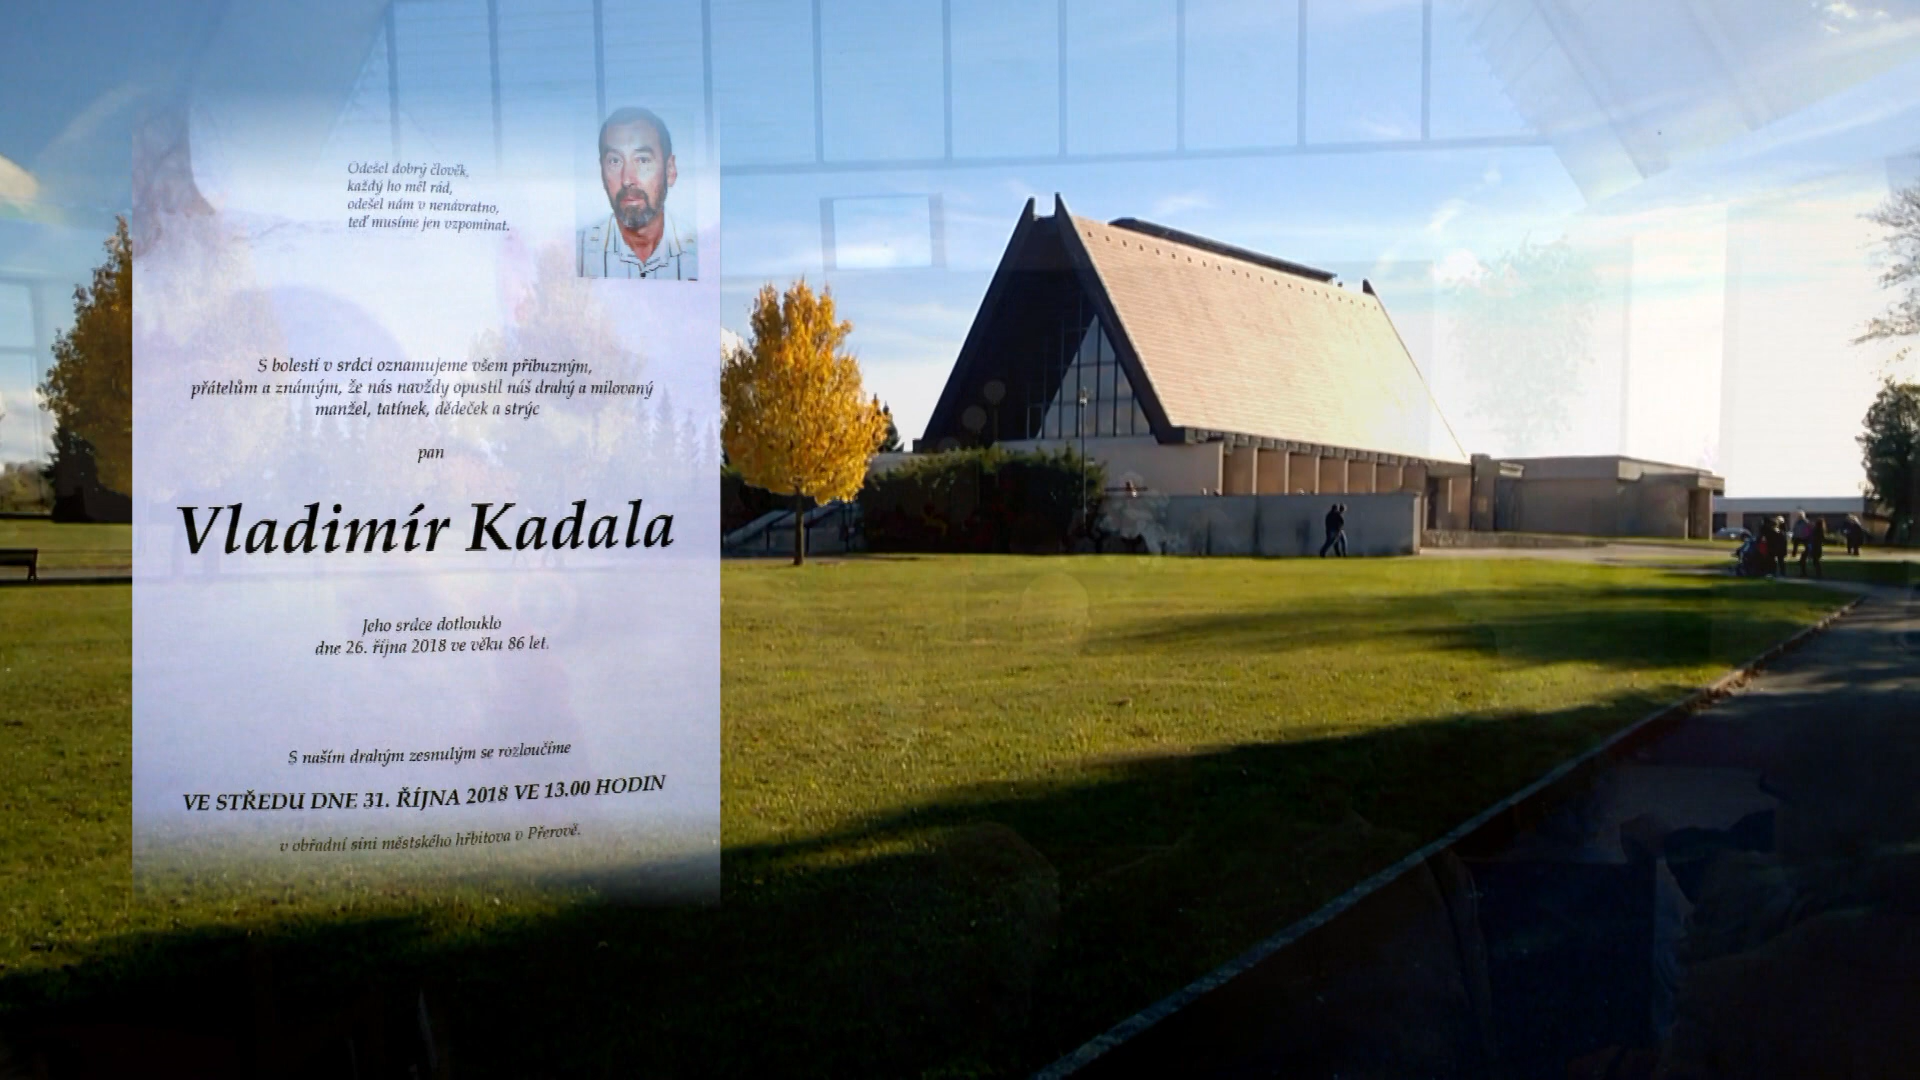 Odešel dobrý člověk,
každý ho měl rád,
odešel nám v nenávratno,
teď musíme jen vzpomínat.
S bolestí v srdci oznamujeme všem příbuzným,
přátelům a známým, že nás navždy opustil náš drahý a milovaný
manžel, tatínek, dědeček a strýc
pan
Vladimír Kadala
Jeho srdce dotlouklo
dne 26. října 2018 ve věku 86 let.
S naším drahým zesnulým se rozloučíme
VE STŘEDU DNE 31. ŘÍJNA 2018 VE 13.00 HODIN
v obřadní síni městského hřbitova v Přerově.